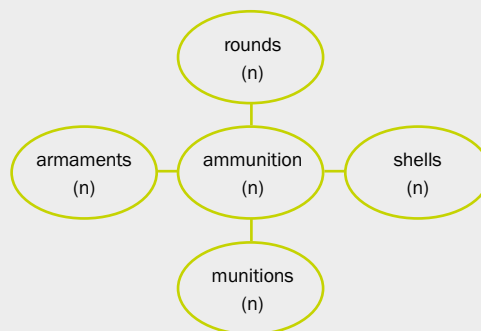 rounds
(n)
armaments
(n)
ammunition
(n)
shells
(n)
munitions
(n)